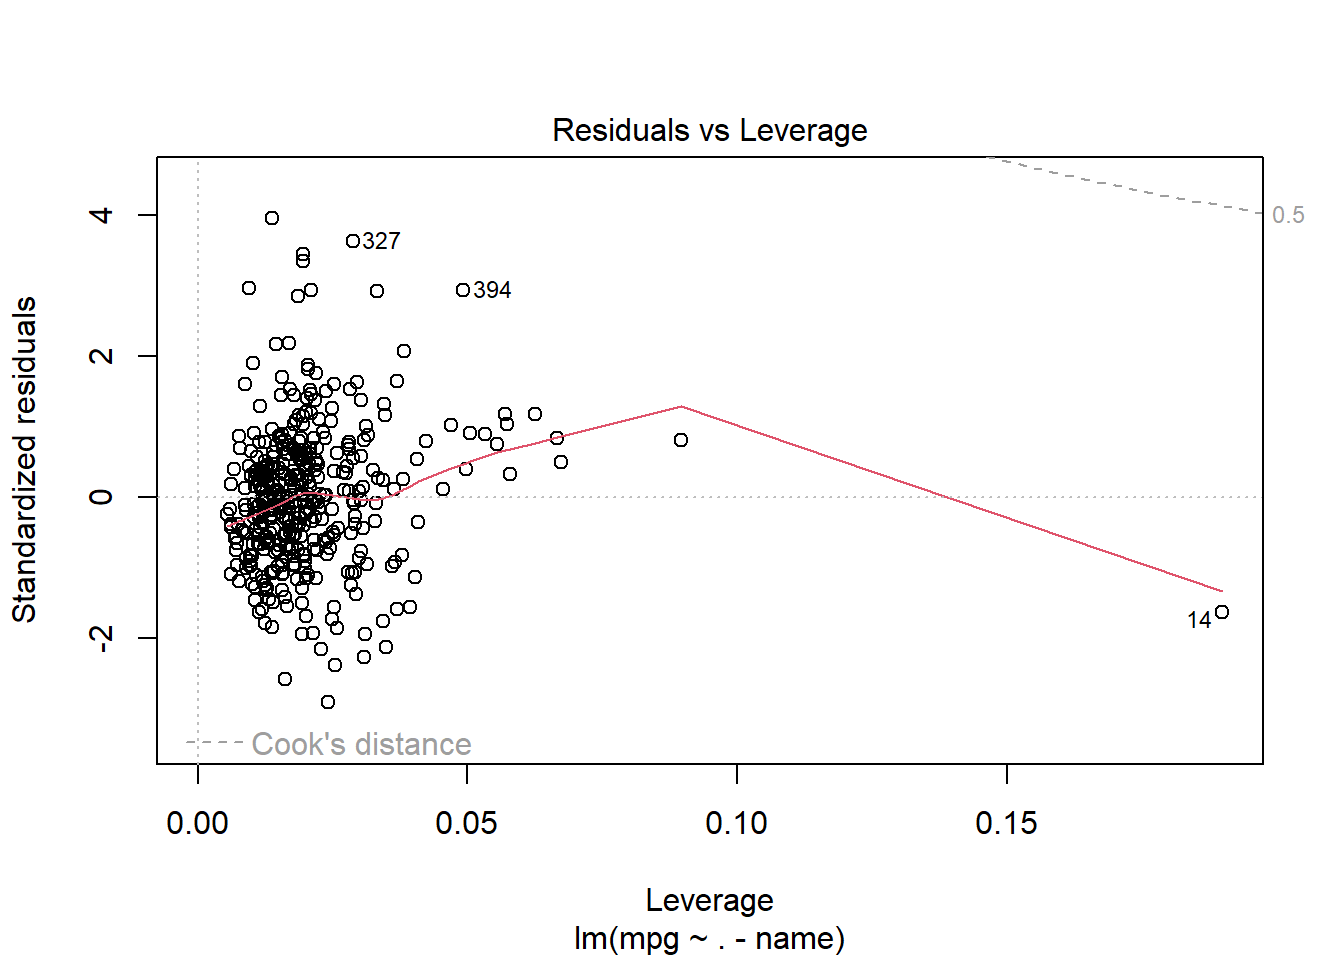 Residuals vs Leverage
Standardized residuals
4
2
0
-2
327
394
14
0.5
Cook's distance
0.00
0.05
0.10
0.15
Leverage
lm(mpg ~ . - name)